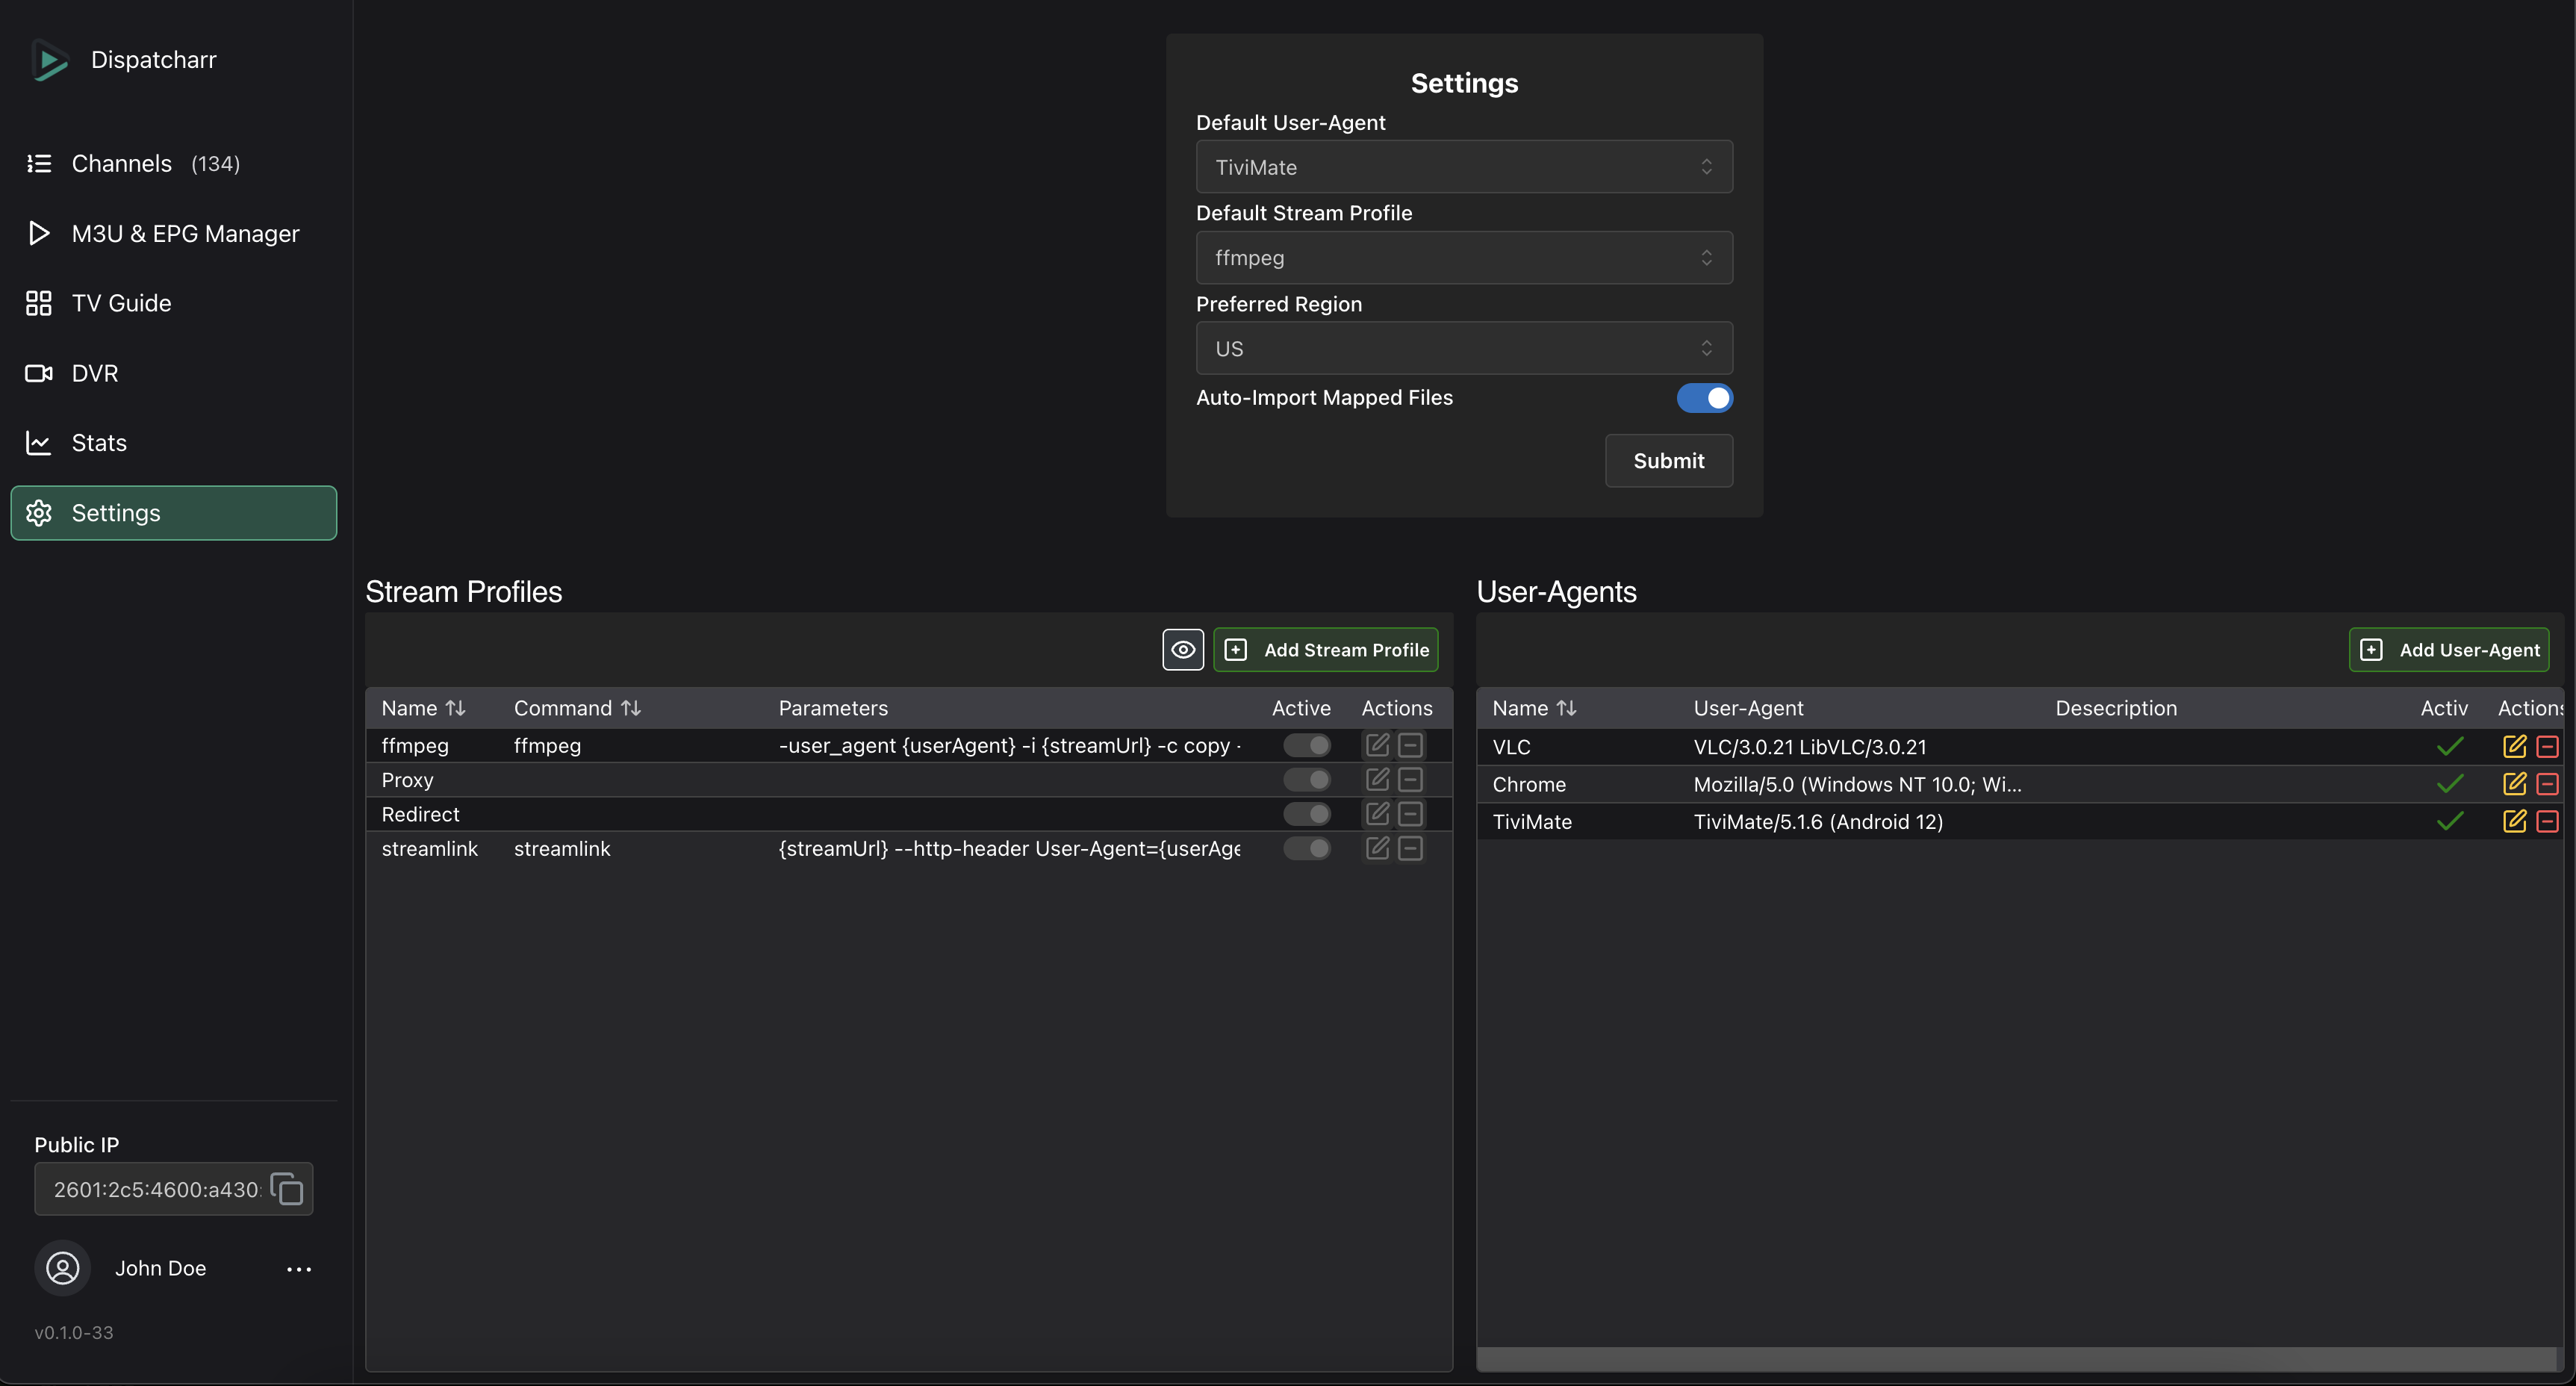 Dispatcharr
Channels (134)
M3U & EPG Manager
TV Guide
DVR
Stats
Settings
Public IP
2601:2c5:4600:a430:
John Doe
v0.1.0-33
Settings
Default User-Agent
TiviMate
Default Stream Profile
ffmpeg
Preferred Region
US
Auto-Import Mapped Files
Submit
Stream Profiles
Add Stream Profile
Name Command Parameters Active Actions
ffmpeg ffmpeg -user_agent {userAgent} -i {streamUrl} -c copy -
Proxy
Redirect
streamlink streamlink {streamUrl} --http-header User-Agent={userAge
User-Agents
Add User-Agent
Name User-Agent Desecription Activ Actions
VLC VLC/3.0.21 LibVLC/3.0.21
Chrome Mozilla/5.0 (Windows NT 10.0; Wi...
TiviMate TiviMate/5.1.6 (Android 12)